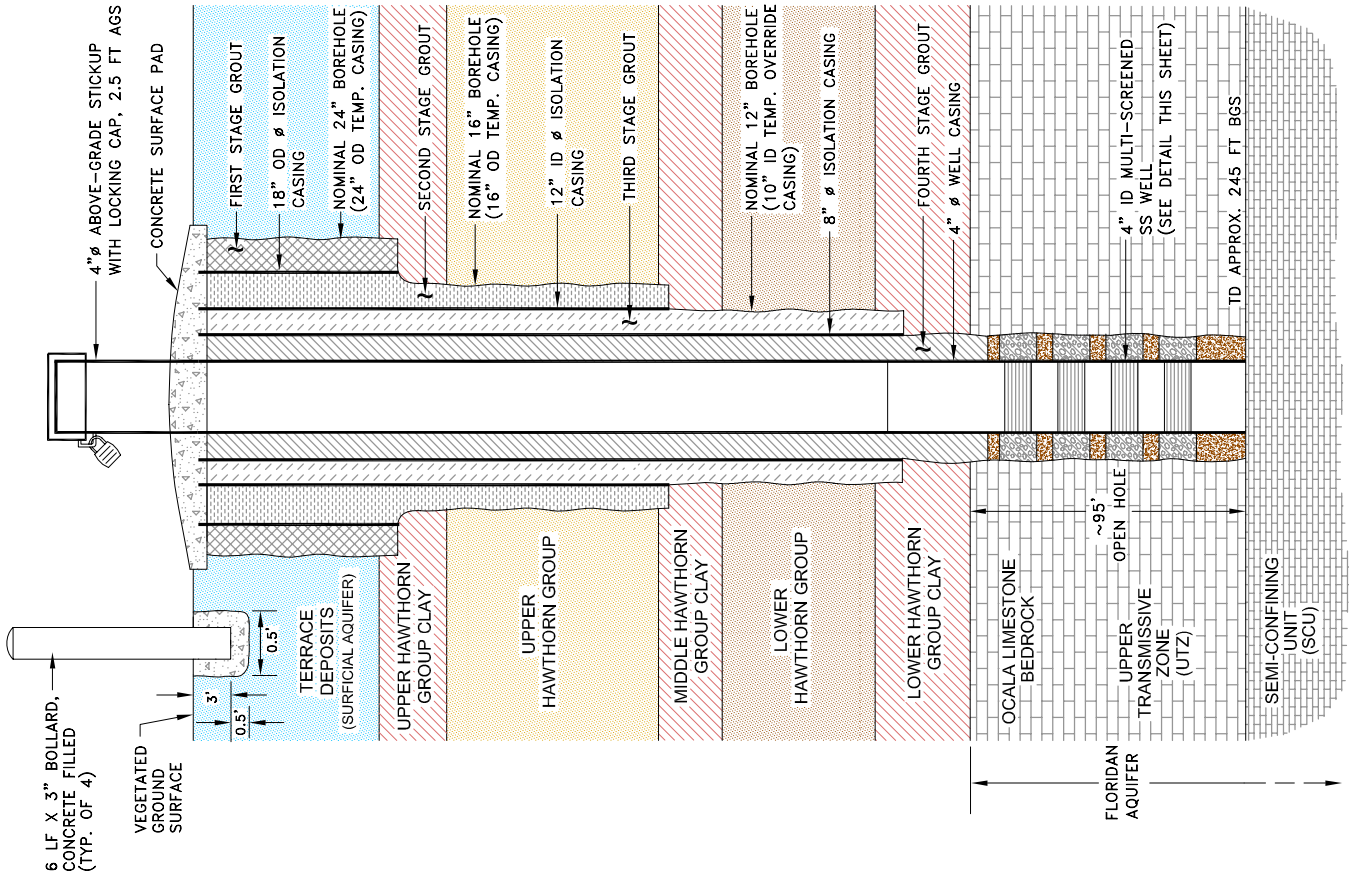 4"ø ABOVE-GRADE STICKUP
WITH LOCKING CAP, 2.5 FT AGS
CONCRETE SURFACE PAD
FIRST STAGE GROUT
18" OD ø ISOLATION
CASING
NOMINAL 24" BOREHOLE
(24" OD TEMP. CASING)
SECOND STAGE GROUT
NOMINAL 16" BOREHOLE
(16" OD TEMP. CASING)
12" ID ø ISOLATION
CASING
THIRD STAGE GROUT
NOMINAL 12" BOREHOLE
(10" ID TEMP. OVERRIDE
CASING)
8" ø ISOLATION CASING
FOURTH STAGE GROUT
4" ø WELL CASING
4" ID MULTI-SCREENED
SS WELL
(SEE DETAIL THIS SHEET)
TD APPROX. 245 FT BGS
6 LF X 3" BOLLARD,
CONCRETE FILLED
(TYP. OF 4)
VEGETATED
GROUND
SURFACE
3'
0.5'
0.5'
TERRACE
DEPOSITS
(SURFICIAL AQUIFER)
UPPER HAWTHORN
GROUP CLAY
UPPER
HAWTHORN GROUP
MIDDLE HAWTHORN
GROUP CLAY
LOWER
HAWTHORN GROUP
LOWER HAWTHORN
GROUP CLAY
OCALA LIMESTONE
BEDROCK
~95'
OPEN HOLE
UPPER
TRANSMISSIVE
ZONE
(UTZ)
SEMI-CONFINING
UNIT
(SCU)
FLORIDAN
AQUIFER